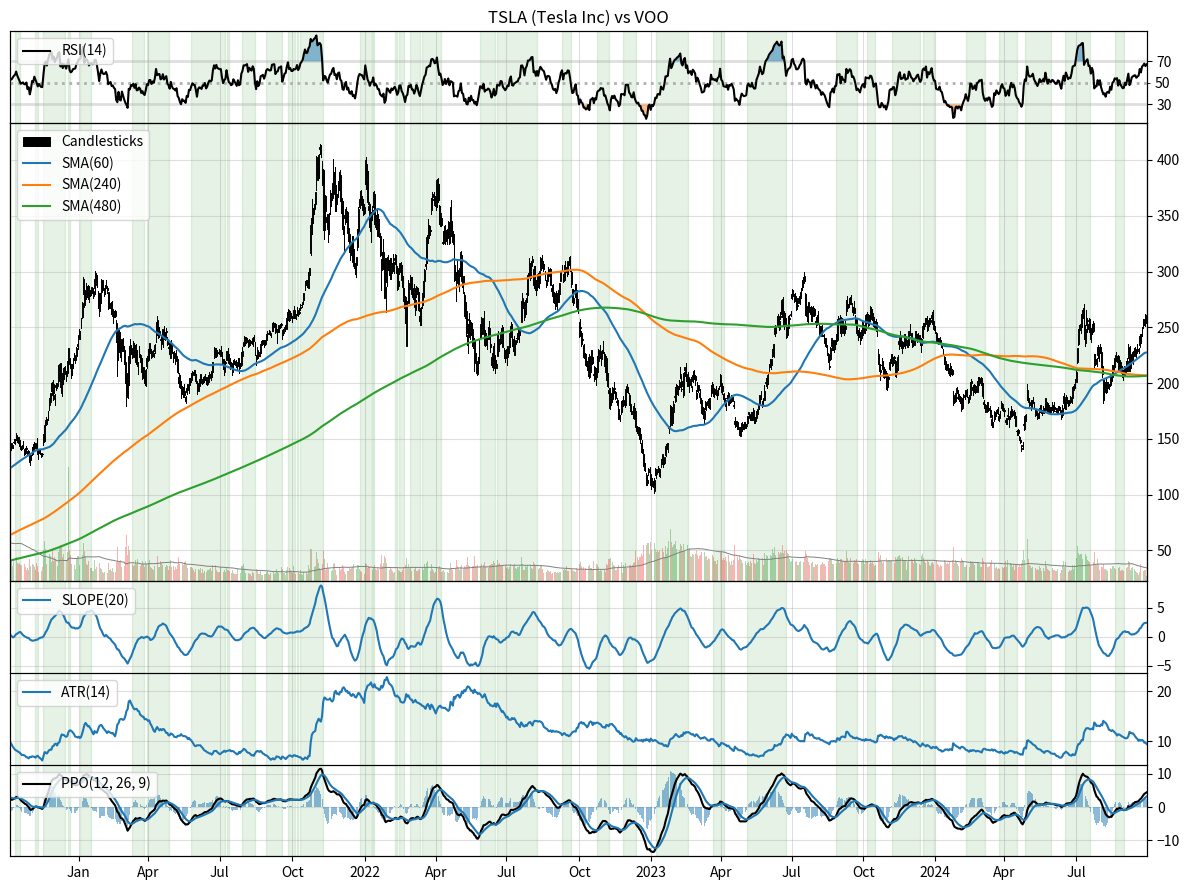 TSLA (Tesla Inc) vs VOO
RSI(14)
70
50
30
Candlesticks
SMA(60)
SMA(240)
SMA(480)
400
350
300
250
200
150
100
50
SLOPE(20)
5
0
−5
ATR(14)
20
10
PPO(12, 26, 9)
10
0
−10
Jan Apr Jul Oct 2022 Apr Jul Oct 2023 Apr Jul Oct 2024 Apr Jul